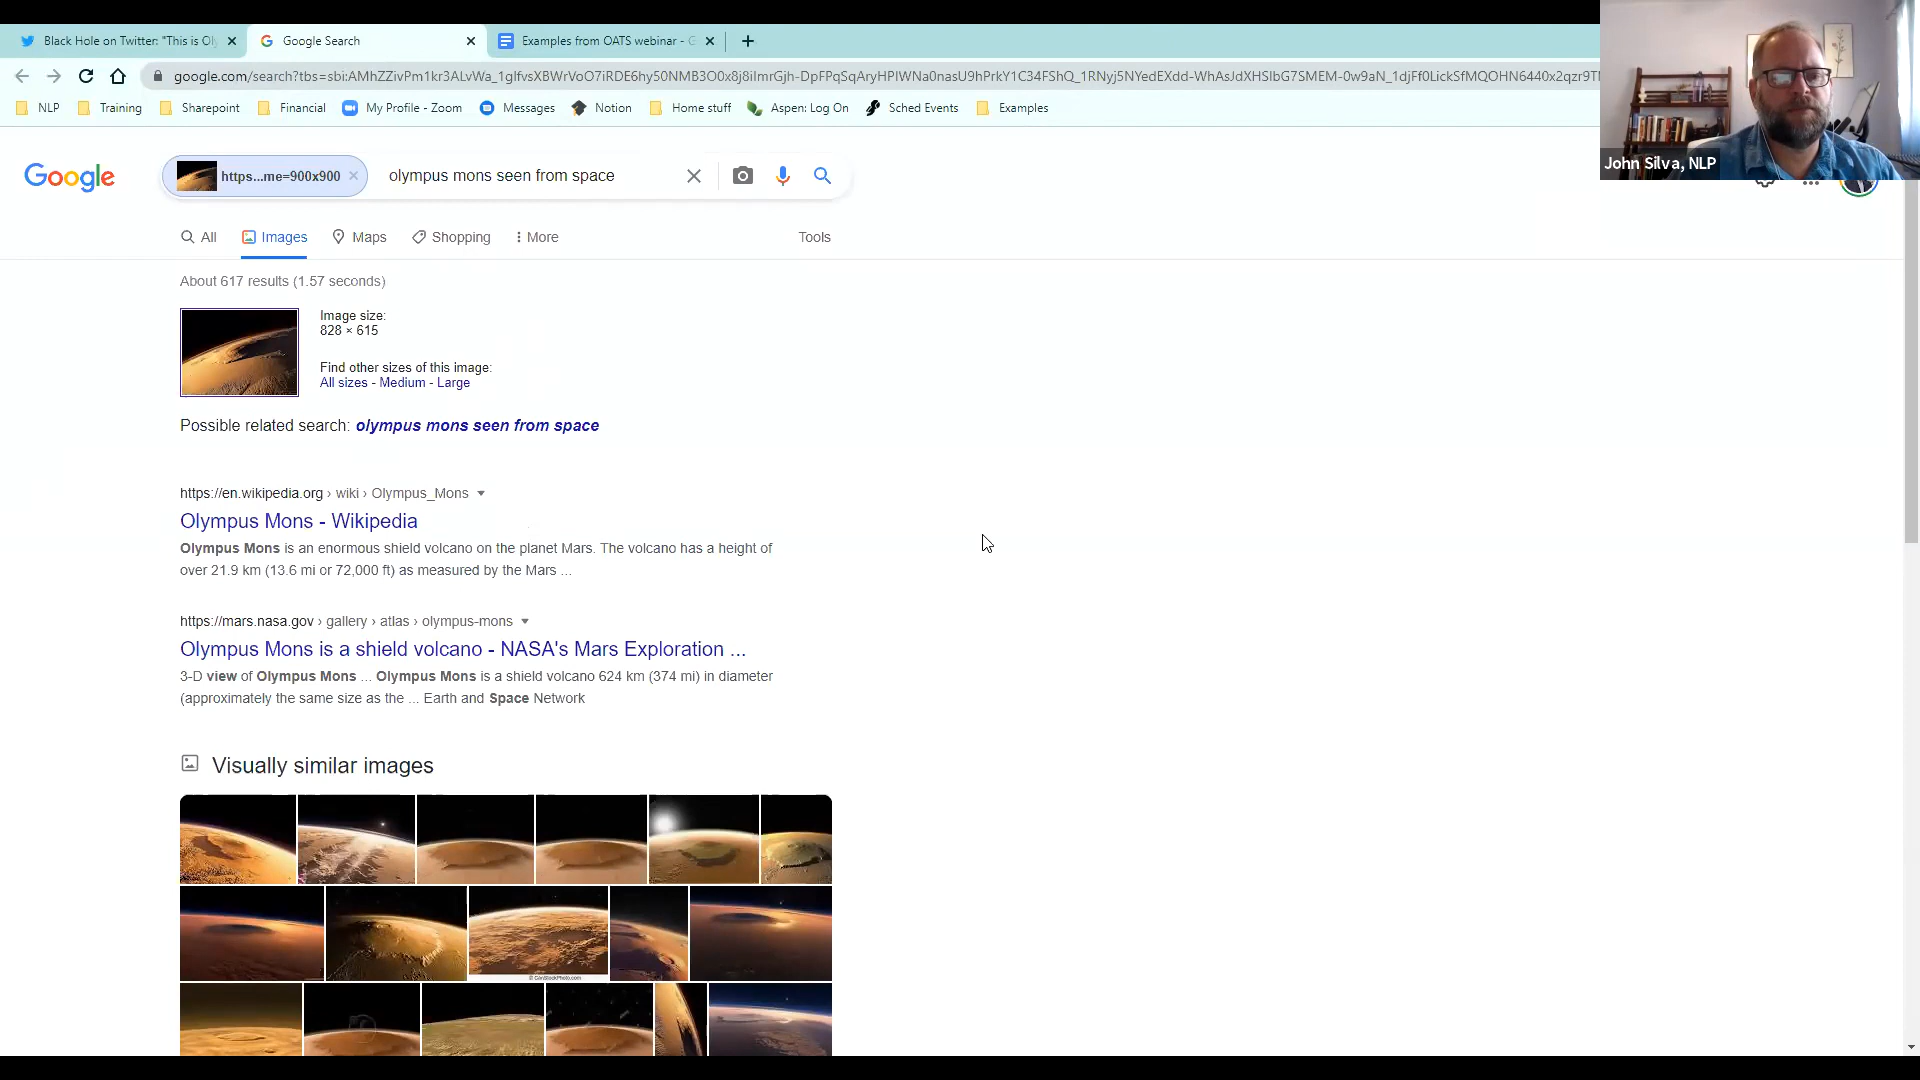 Black Hole on Twitter: "This is Ol
Google Search
Examples from OATS webinar - G
NLP
Training
Sharepoint
Financial
My Profile - Zoom
Messages
Notion
Home stuff
Aspen: Log On
Sched Events
Examples
John Silva, NLP
Google
https...me=900x900
olympus mons seen from space
All
Images
Maps
Shopping
More
Tools
About 617 results (1.57 seconds)
Image size:
828 × 615
Find other sizes of this image:
All sizes - Medium - Large
Possible related search: olympus mons seen from space
https://en.wikipedia.org › wiki › Olympus_Mons
Olympus Mons - Wikipedia
Olympus Mons is an enormous shield volcano on the planet Mars. The volcano has a height of
over 21.9 km (13.6 mi or 72,000 ft) as measured by the Mars ...
https://mars.nasa.gov › gallery › atlas › olympus-mons
Olympus Mons is a shield volcano - NASA's Mars Exploration ...
3-D view of Olympus Mons ... Olympus Mons is a shield volcano 624 km (374 mi) in diameter
(approximately the same size as the ... Earth and Space Network
Visually similar images
© CanStockPhoto.com